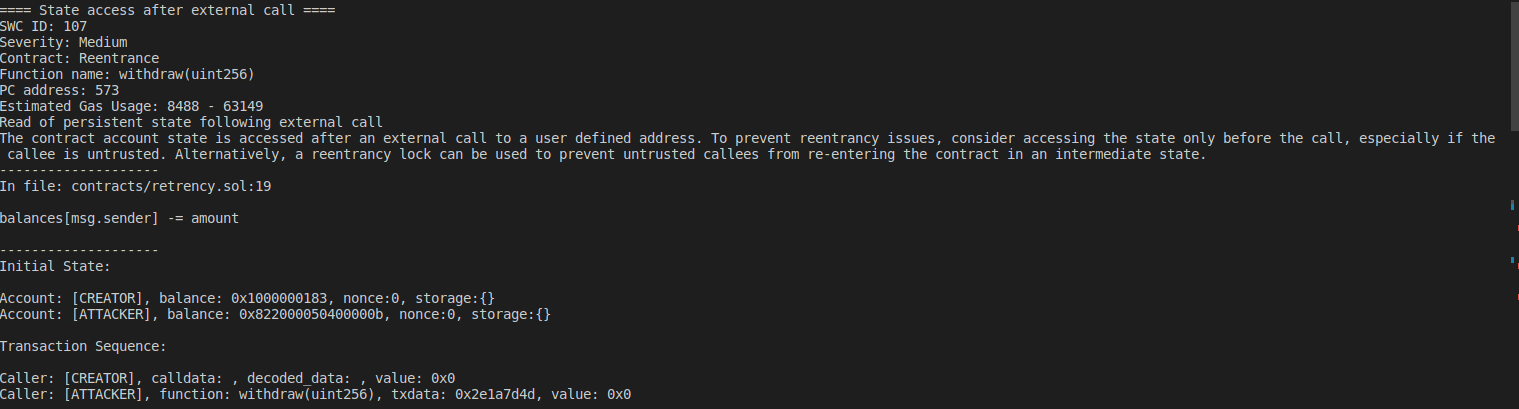 ==== State access after external call ====
SWC ID: 107
Severity: Medium
Contract: Reentrance
Function name: withdraw(uint256)
PC address: 573
Estimated Gas Usage: 8488 - 63149
Read of persistent state following external call
The contract account state is accessed after an external call to a user defined address. To prevent reentrancy issues, consider accessing the state only before the call, especially if the
callee is untrusted. Alternatively, a reentrancy lock can be used to prevent untrusted callees from re-entering the contract in an intermediate state.
--------------------
In file: contracts/retrency.sol:19
balances[msg.sender] -= amount
--------------------
Initial State:
Account: [CREATOR], balance: 0x1000000183, nonce:0, storage:{}
Account: [ATTACKER], balance: 0x822000050400000b, nonce:0, storage:{}
Transaction Sequence:
Caller: [CREATOR], calldata: , decoded_data: , value: 0x0
Caller: [ATTACKER], function: withdraw(uint256), txdata: 0x2e1a7d4d, value: 0x0